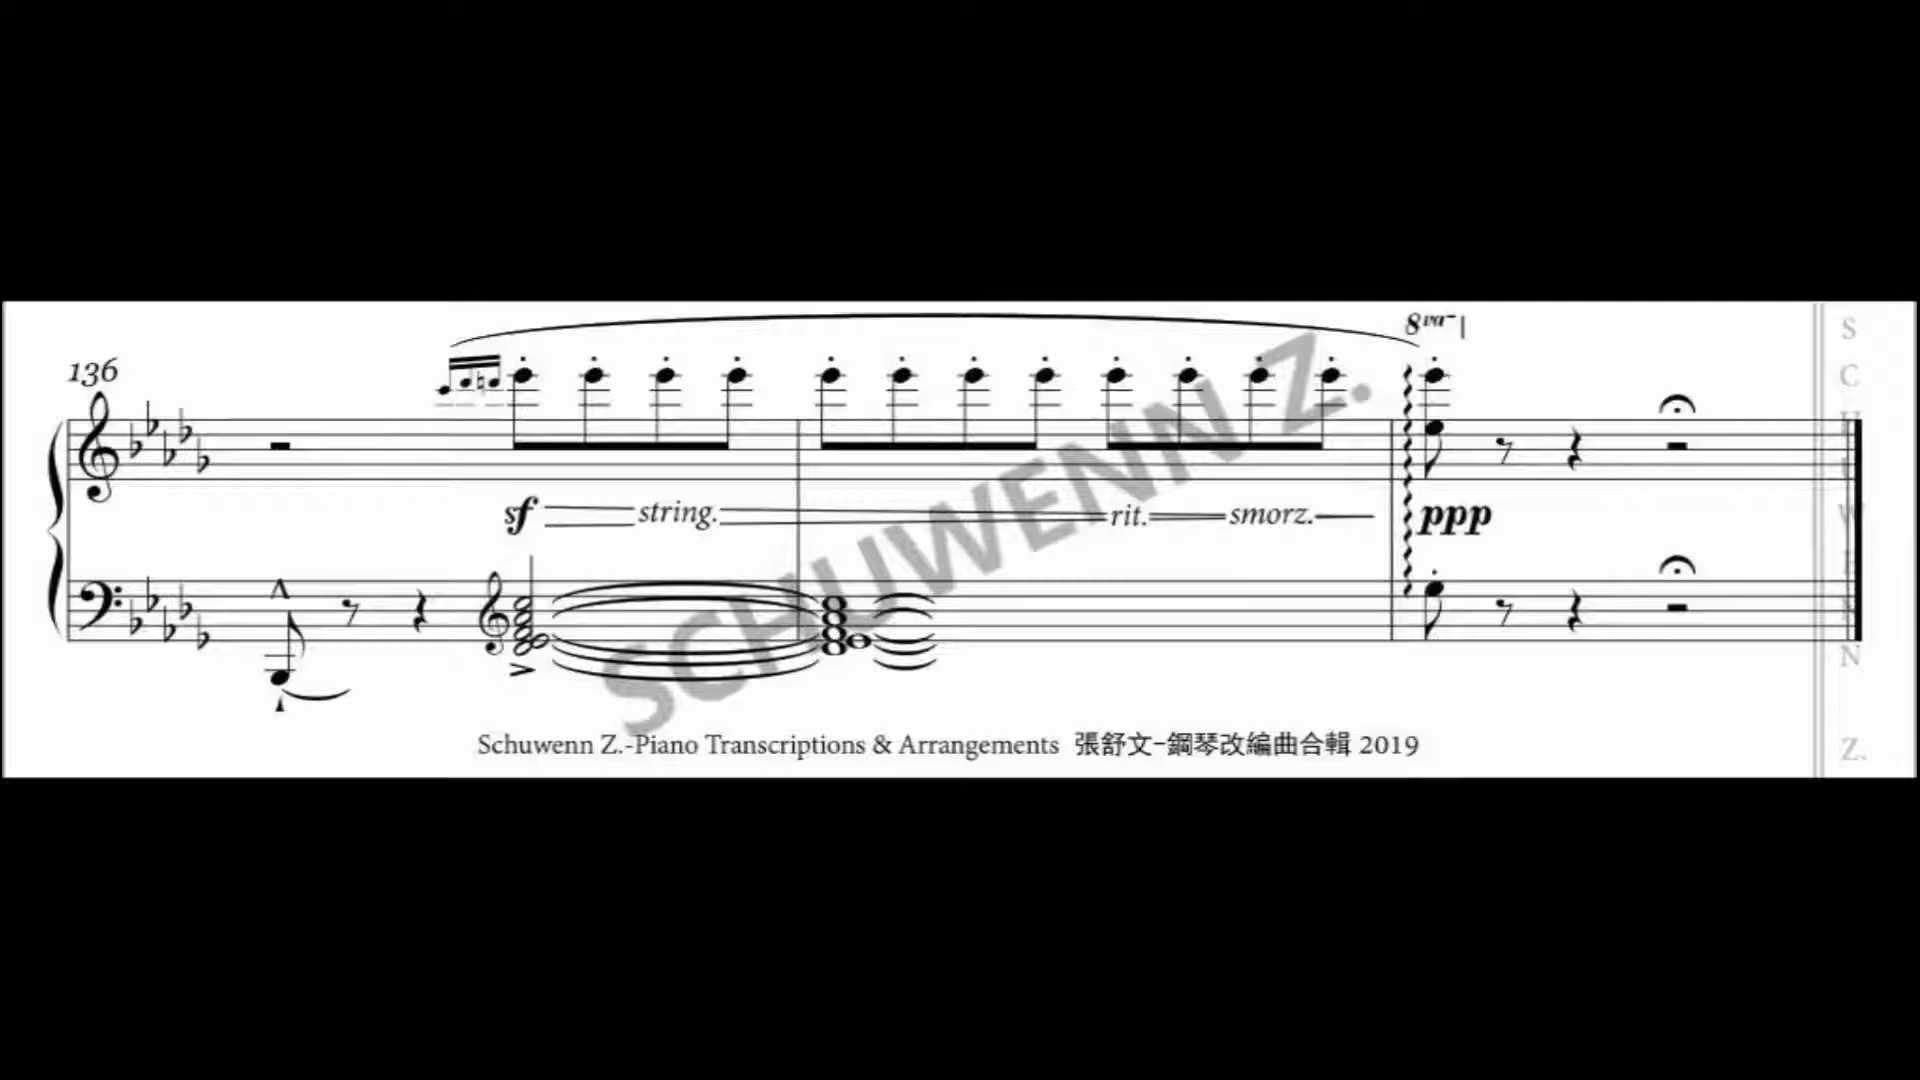 136
8va
sf string. rit. smorz. ppp
SCHUWENN Z.
Schuwenn Z.-Piano Transcriptions & Arrangements 張舒文-鋼琴改編曲合輯 2019
S
C
H
U
W
E
N
N
Z.